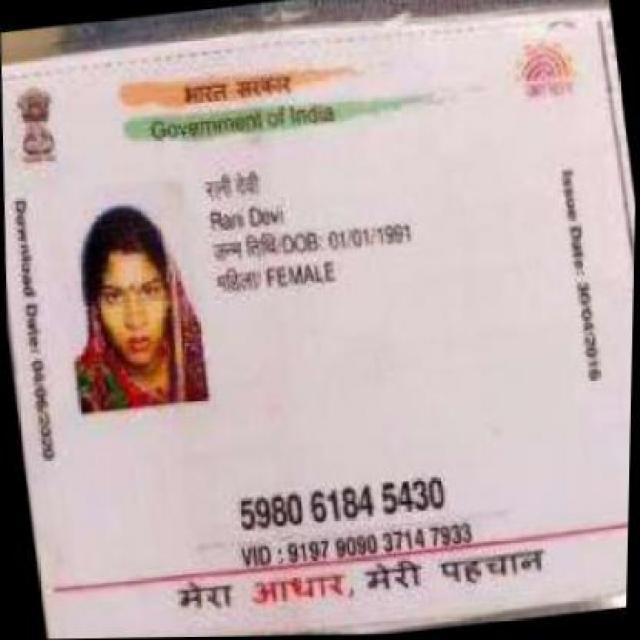 भारत सरकार
Government of India
आधार
Download Date: 04/06/2020
Issue Date: 30/04/2016
देवी
Rani Devi
जन्म तिथि/DOB: 01/01/1991
महिला/ FEMALE
5980 6184 5430
VID : 9197 9090 3714 7933
मेरा आधार, मेरी पहचान